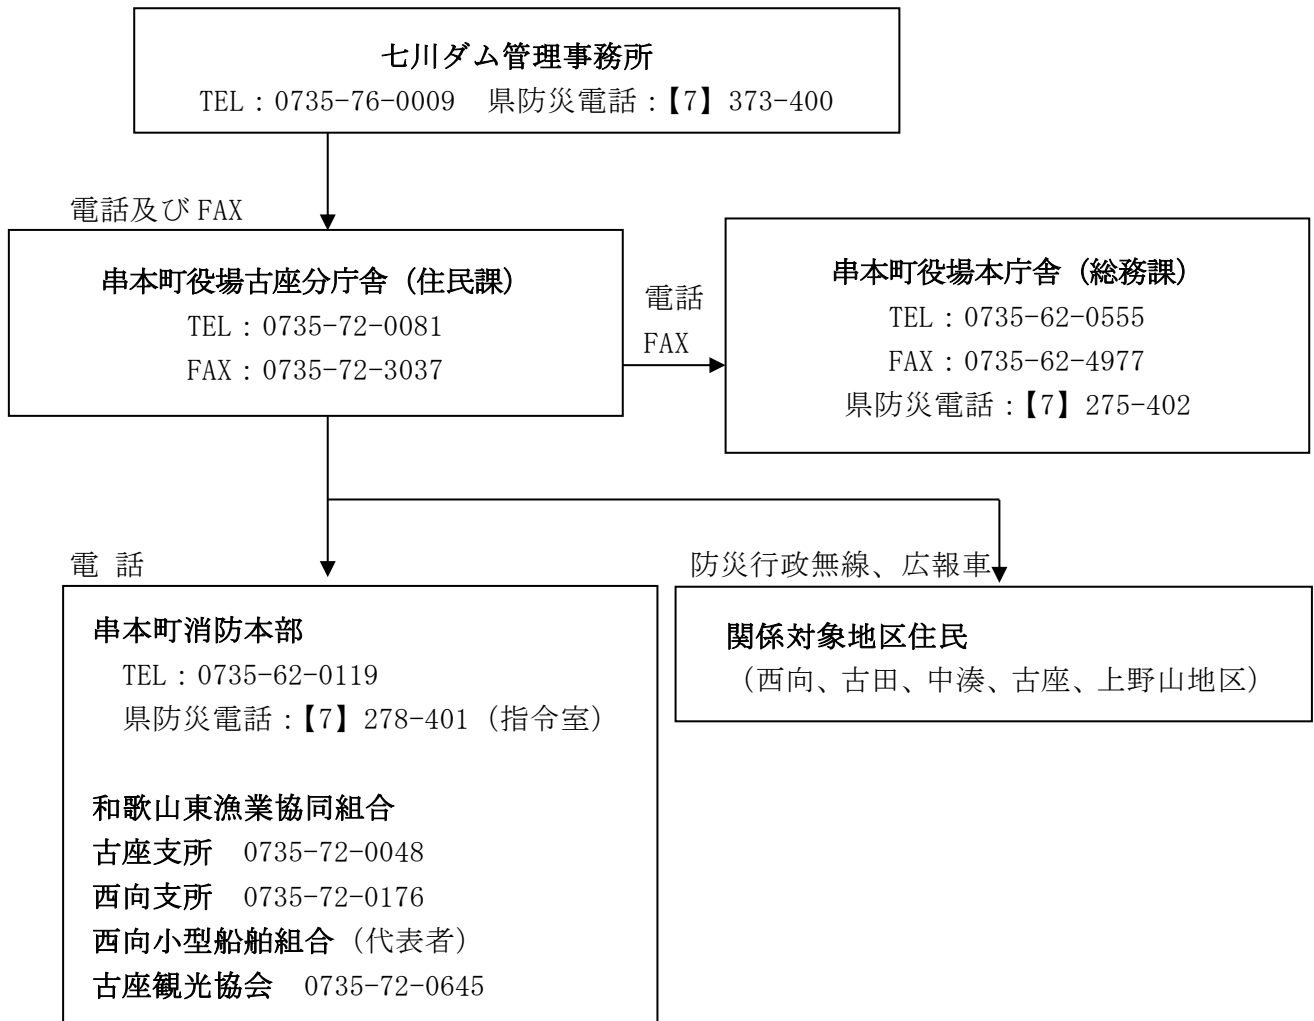 七川ダム管理事務所
TEL：0735-76-0009　県防災電話：【7】373-400
電話及び FAX
串本町役場古座分庁舎（住民課）
TEL：0735-72-0081
FAX：0735-72-3037
電話
FAX
串本町役場本庁舎（総務課）
TEL：0735-62-0555
FAX：0735-62-4977
県防災電話：【7】275-402
電 話
串本町消防本部
TEL：0735-62-0119
県防災電話：【7】278-401（指令室）
和歌山東漁業協同組合
古座支所　0735-72-0048
西向支所　0735-72-0176
西向小型船舶組合（代表者）
古座観光協会　0735-72-0645
防災行政無線、広報車
関係対象地区住民
（西向、古田、中湊、古座、上野山地区）